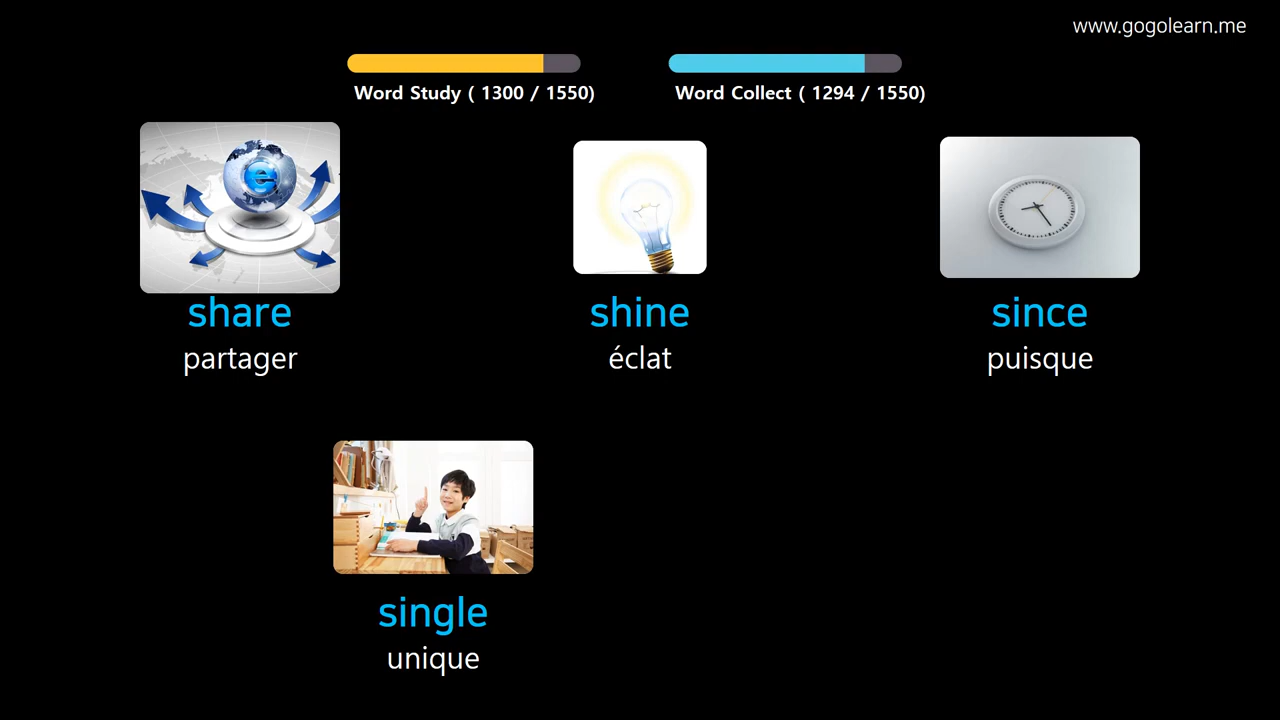 www.gogolearn.me
Word Study ( 1300 / 1550)
Word Collect ( 1294 / 1550)
share
partager
shine
éclat
since
puisque
single
unique